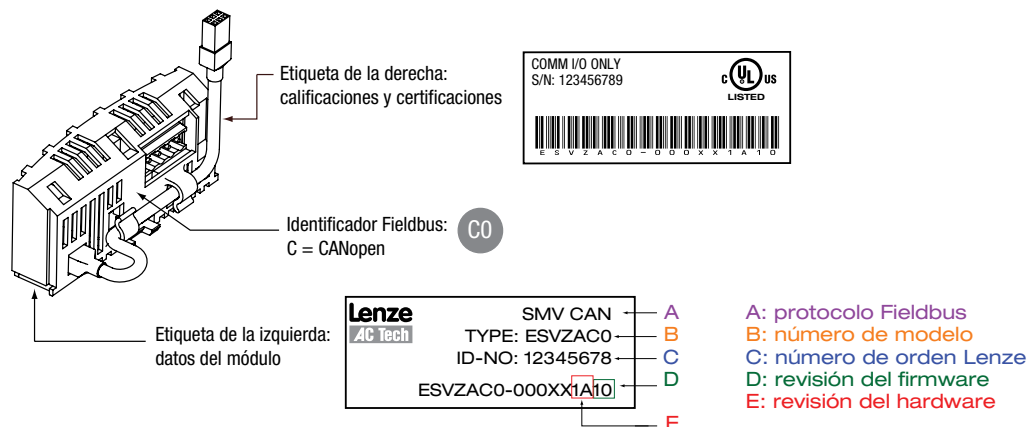 Etiqueta de la derecha:
calificaciones y certificaciones
COMM I/O ONLY
S/N: 123456789
C UL US
LISTED
ESVZAC0-000XX1A10
Identificador Fieldbus:
C = CANopen
C0
Etiqueta de la izquierda:
datos del módulo
Lenze
AC Tech
SMV CAN
TYPE: ESVZAC0
ID-NO: 12345678
ESVZAC0-000XX1A10
A
B
C
D
E
A: protocolo Fieldbus
B: número de modelo
C: número de orden Lenze
D: revisión del firmware
E: revisión del hardware